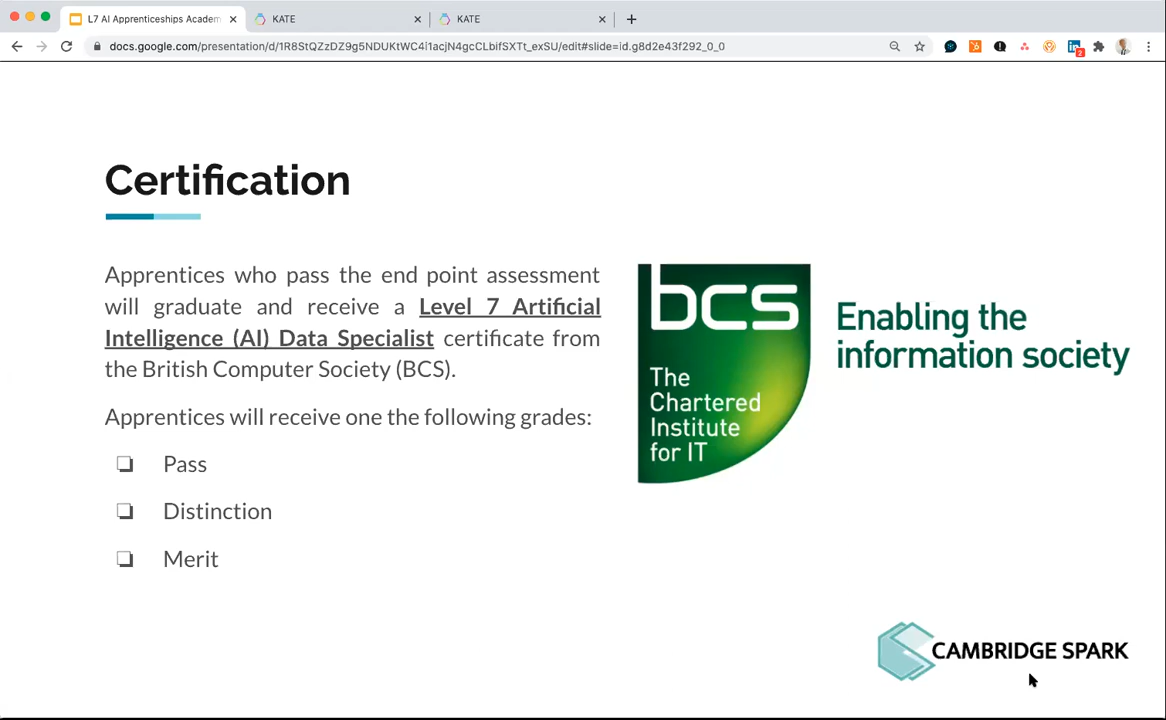 L7 AI Apprenticeships Academ
KATE
KATE
docs.google.com/presentation/d/1R8StQZzDZ9g5NDUKtWC4i1acjN4gcCLbifSXTt_exSU/edit#slide=id.g8d2e43f292_0_0
2
Certification
Apprentices who pass the end point assessment
will graduate and receive a Level 7 Artificial
Intelligence (AI) Data Specialist certificate from
the British Computer Society (BCS).
Apprentices will receive one the following grades:
Pass
Distinction
Merit
bcs
The
Chartered
Institute
for IT
Enabling the
information society
CAMBRIDGE SPARK